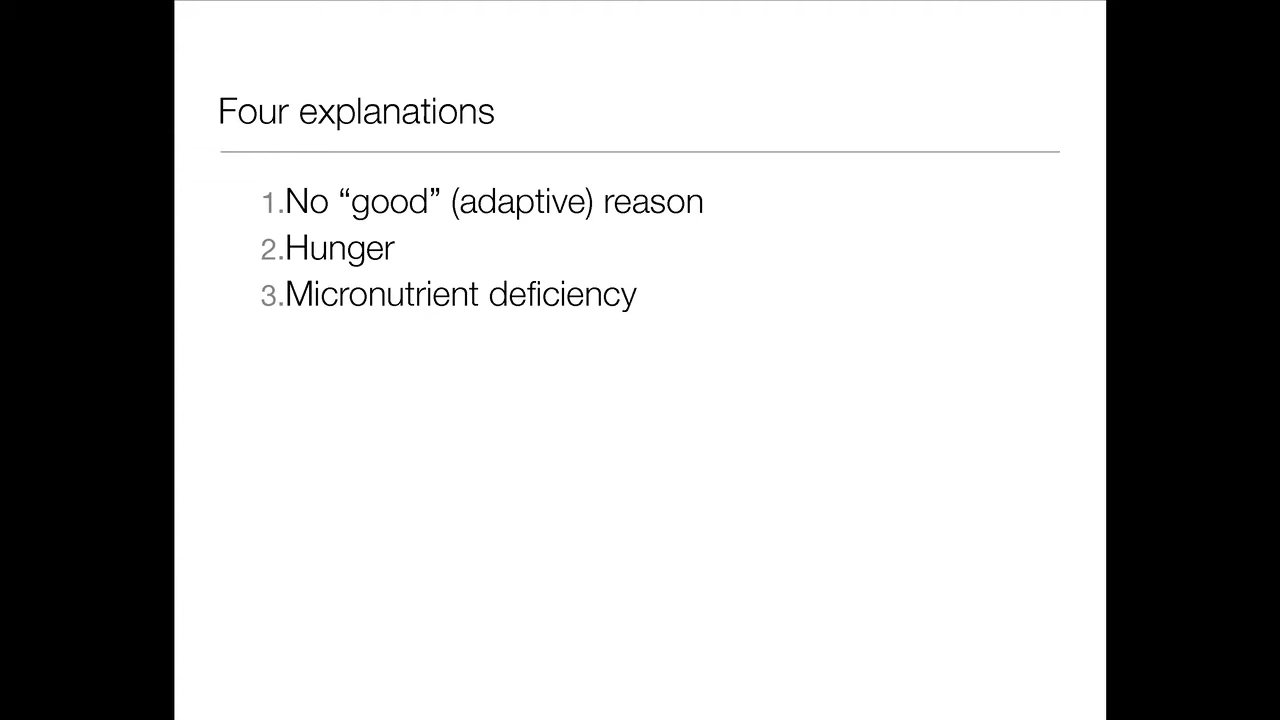 Four explanations
1.No “good” (adaptive) reason
2.Hunger
3.Micronutrient deficiency